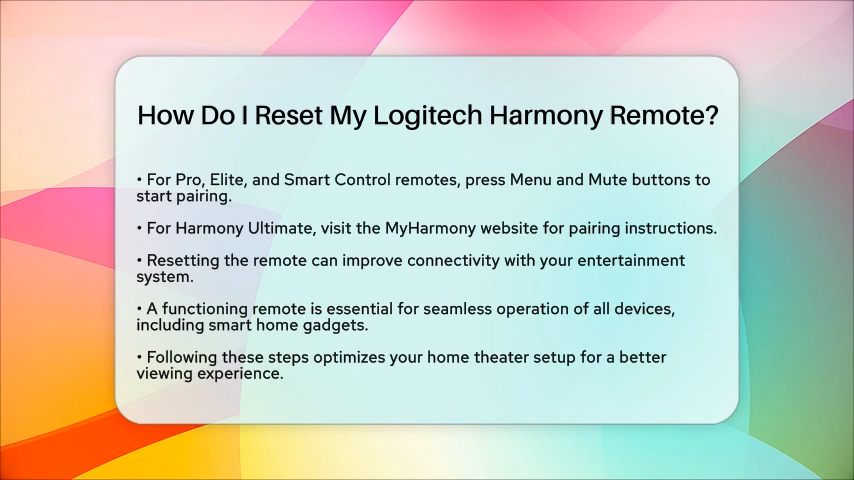 How Do I Reset My Logitech Harmony Remote?
• For Pro, Elite, and Smart Control remotes, press Menu and Mute buttons to
start pairing.
• For Harmony Ultimate, visit the MyHarmony website for pairing instructions.
• Resetting the remote can improve connectivity with your entertainment
system.
• A functioning remote is essential for seamless operation of all devices,
including smart home gadgets.
• Following these steps optimizes your home theater setup for a better
viewing experience.